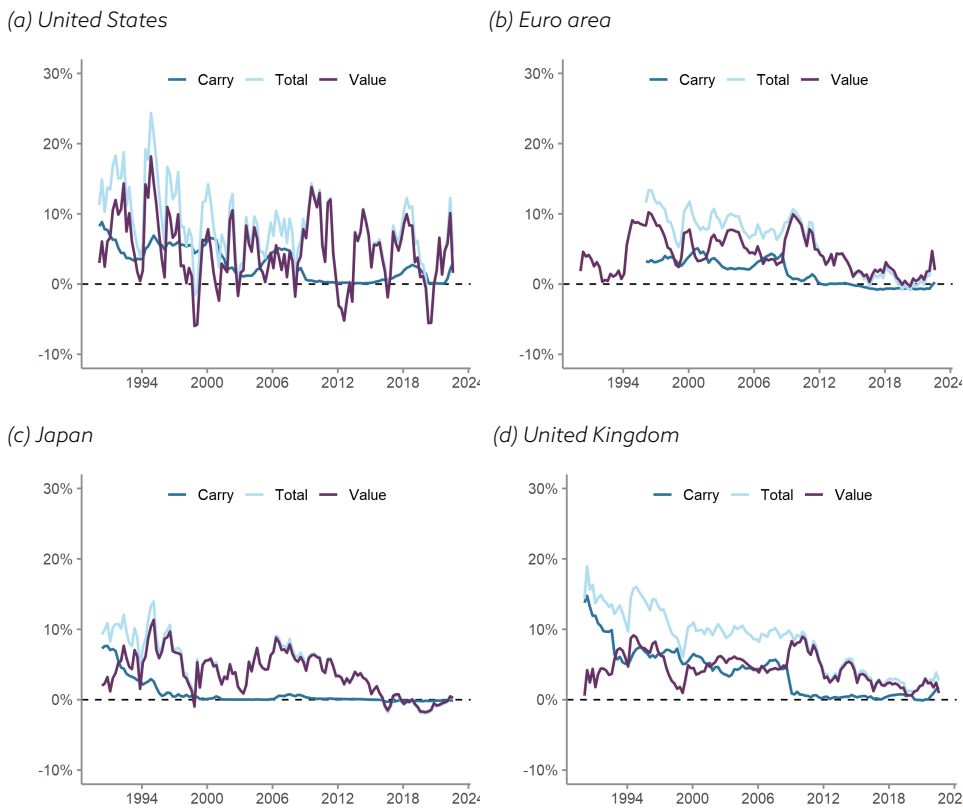 (a) United States
(b) Euro area
Carry Total Value
30%
20%
10%
0%
-10%
1994 2000 2006 2012 2018 2024
Carry Total Value
30%
20%
10%
0%
-10%
1994 2000 2006 2012 2018 2024
(c) Japan
(d) United Kingdom
Carry Total Value
30%
20%
10%
0%
-10%
1994 2000 2006 2012 2018 2024
Carry Total Value
30%
20%
10%
0%
-10%
1994 2000 2006 2012 2018 202